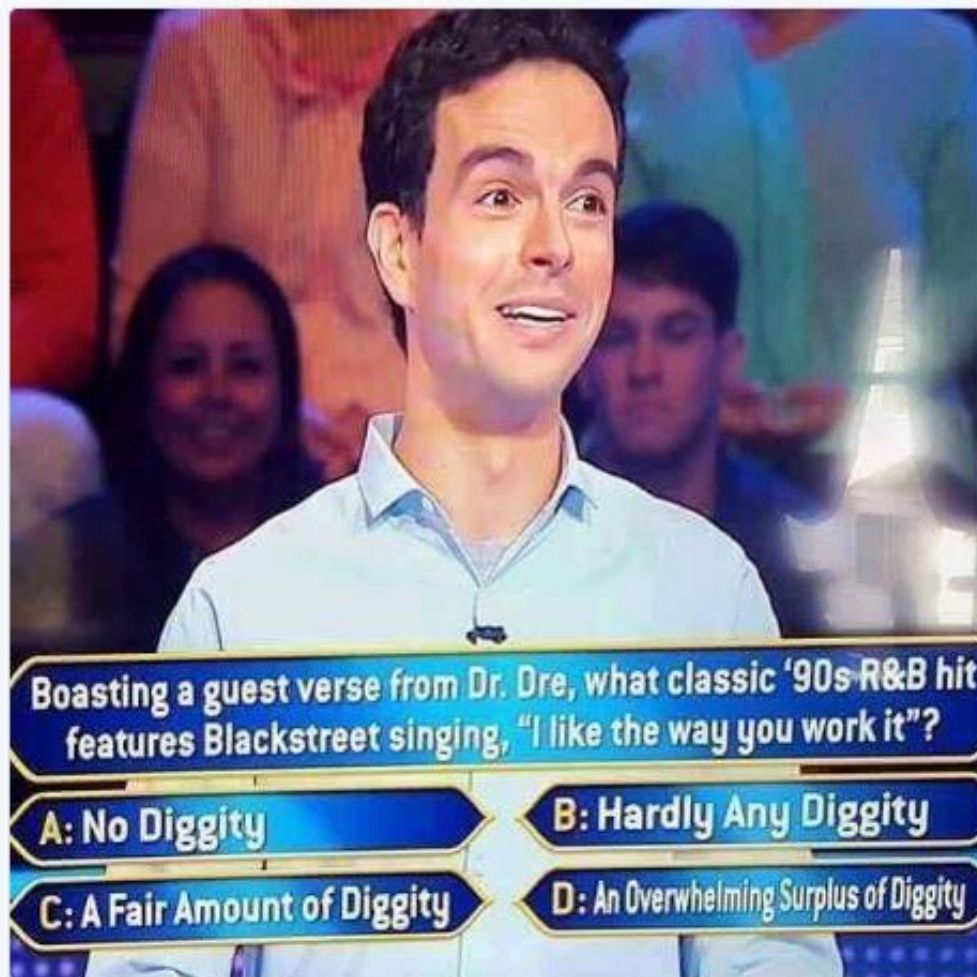 Boasting a guest verse from Dr. Dre, what classic ‘90s R&B hit
features Blackstreet singing, “I like the way you work it”?
A: No Diggity
B: Hardly Any Diggity
C: A Fair Amount of Diggity
D: An Overwhelming Surplus of Diggity